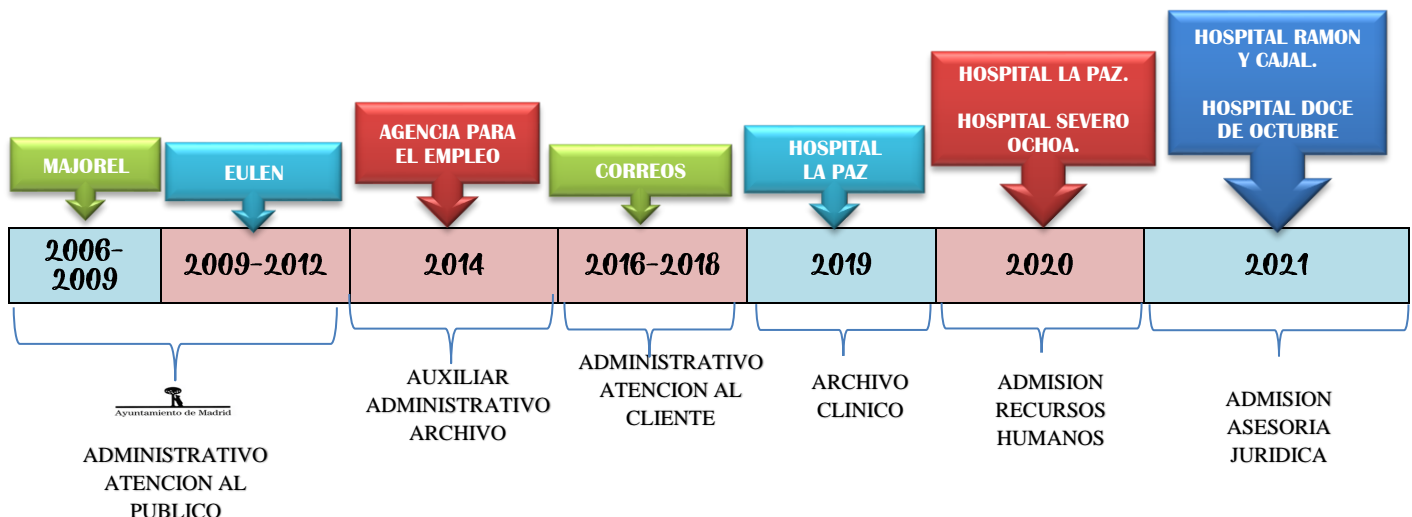 MAJOREL
EULEN
AGENCIA PARA
EL EMPLEO
CORREOS
HOSPITAL
LA PAZ
HOSPITAL LA PAZ.
HOSPITAL SEVERO
OCHOA.
HOSPITAL RAMON
Y CAJAL.
HOSPITAL DOCE
DE OCTUBRE
2006-
2009
2009-2012
2014
2016-2018
2019
2020
2021
Ayuntamiento de Madrid
ADMINISTRATIVO
ATENCION AL
PUBLICO
AUXILIAR
ADMINISTRATIVO
ARCHIVO
ADMINISTRATIVO
ATENCION AL
CLIENTE
ARCHIVO
CLINICO
ADMISION
RECURSOS
HUMANOS
ADMISION
ASESORIA
JURIDICA